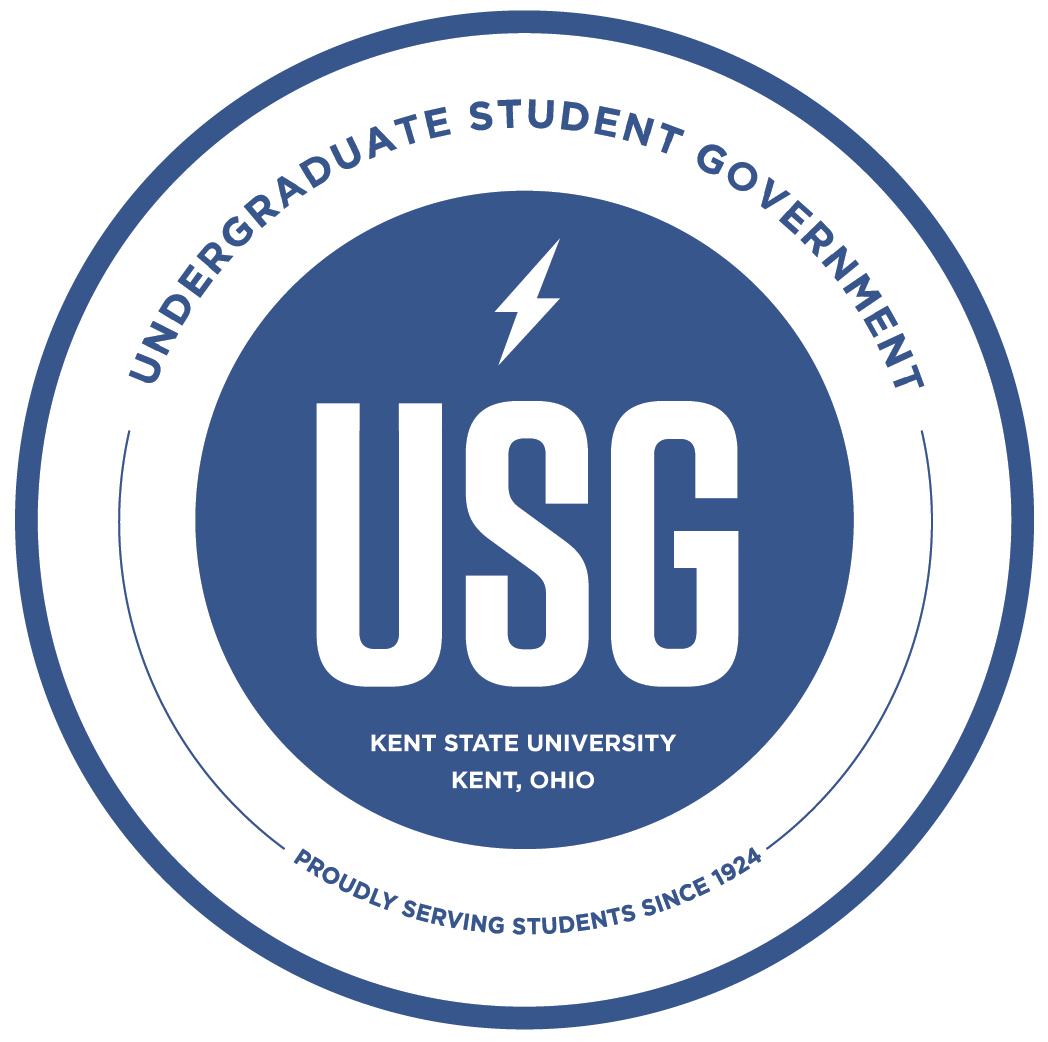 UNDERGRADUATE STUDENT GOVERNMENT
USG
KENT STATE UNIVERSITY
KENT, OHIO
PROUDLY SERVING STUDENTS SINCE 1924